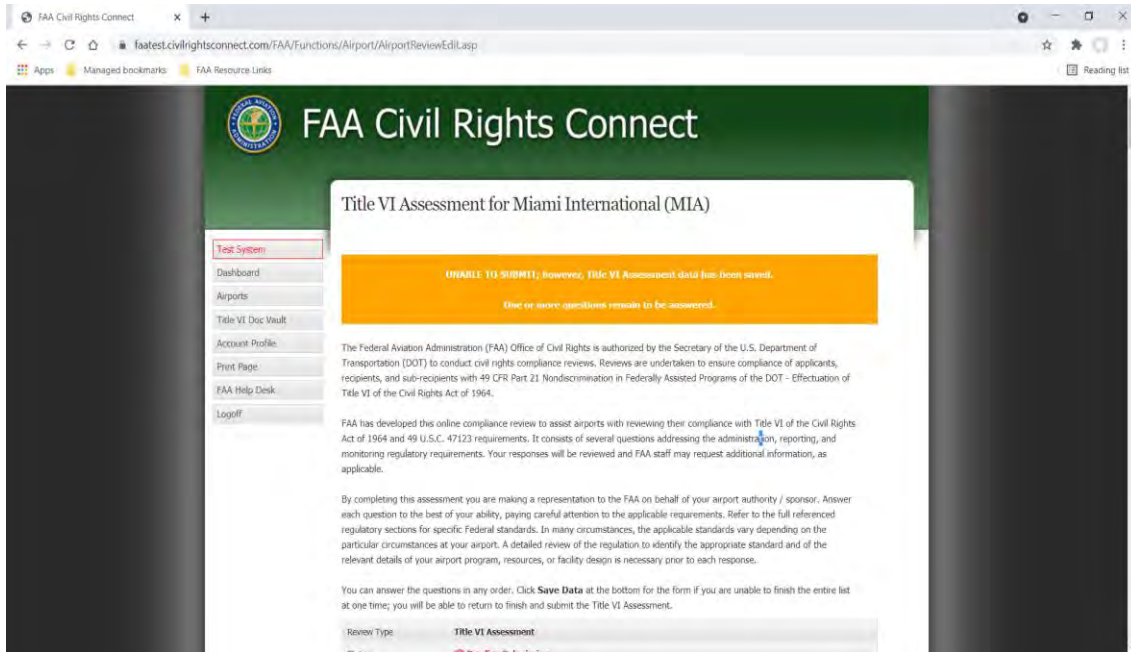 FAA Civil Rights Connect
faatest.civilrightsconnect.com/FAA/Functions/Airport/AirportReviewEdit.asp
Apps Managed bookmarks FAA Resource Links Reading list
FAA Civil Rights Connect
Title VI Assessment for Miami International (MIA)
Test System
Dashboard
Airports
Title VI Doc Vault
Account Profile
Print Page
FAA Help Desk
Logoff
UNABLE TO SUBMIT; however, Title VI Assessment data has been saved.
One or more questions remain to be answered.
The Federal Aviation Administration (FAA) Office of Civil Rights is authorized by the Secretary of the U.S. Department of
Transportation (DOT) to conduct civil rights compliance reviews. Reviews are undertaken to ensure compliance of applicants,
recipients, and sub-recipients with 49 CFR Part 21 Nondiscrimination in Federally Assisted Programs of the DOT - Effectuation of
Title VI of the Civil Rights Act of 1964.
FAA has developed this online compliance review to assist airports with reviewing their compliance with Title VI of the Civil Rights
Act of 1964 and 49 U.S.C. 47123 requirements. It consists of several questions addressing the administration, reporting, and
monitoring regulatory requirements. Your responses will be reviewed and FAA staff may request additional information, as
applicable.
By completing this assessment you are making a representation to the FAA on behalf of your airport authority / sponsor. Answer
each question to the best of your ability, paying careful attention to the applicable requirements. Refer to the full referenced
regulatory sections for specific Federal standards. In many circumstances, the applicable standards vary depending on the
particular circumstances at your airport. A detailed review of the regulation to identify the appropriate standard and of the
relevant details of your airport program, resources, or facility design is necessary prior to each response.
You can answer the questions in any order. Click Save Data at the bottom for the form if you are unable to finish the entire list
at one time; you will be able to return to finish and submit the Title VI Assessment.
Review Type Title VI Assessment